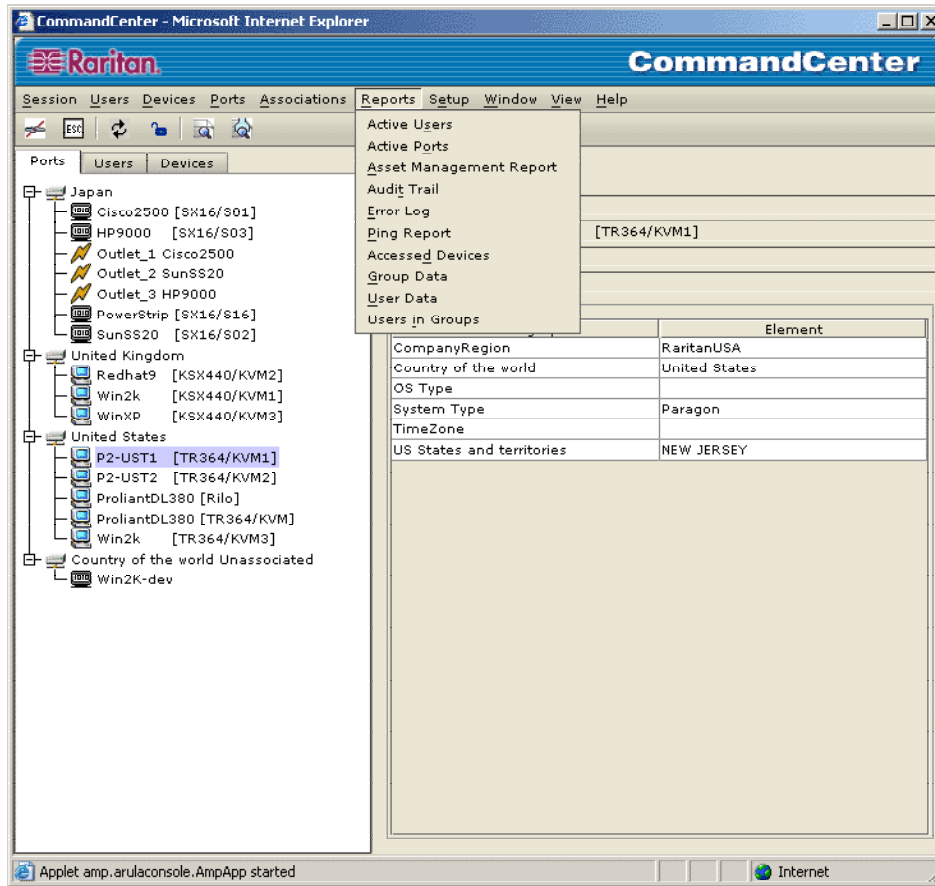 CommandCenter - Microsoft Internet Explorer
Raritan.
CommandCenter
Session Users Devices Ports Associations Reports Setup Window View Help
ESC
Ports Users Devices
Active Users
Active Ports
Asset Management Report
Audit Trail
Error Log
Ping Report
Accessed Devices
Group Data
User Data
Users in Groups
Japan
Cisco2500 [SX16/S01]
HP9000 [SX16/S03]
Outlet_1 Cisco2500
Outlet_2 SunSS20
Outlet_3 HP9000
PowerStrip [SX16/S16]
SunSS20 [SX16/S02]
United Kingdom
Redhat9 [KSX440/KVM2]
Win2k [KSX440/KVM1]
WinXP [KSX440/KVM3]
United States
P2-UST1 [TR364/KVM1]
P2-UST2 [TR364/KVM2]
ProliantDL380 [Rilo]
ProliantDL380 [TR364/KVM]
Win2k [TR364/KVM3]
Country of the world Unassociated
Win2K-dev
[TR364/KVM1]
Element
CompanyRegion RaritanUSA
Country of the world United States
OS Type
System Type Paragon
TimeZone
US States and territories NEW JERSEY
Applet amp.arulaconsole.AmpApp started
Internet